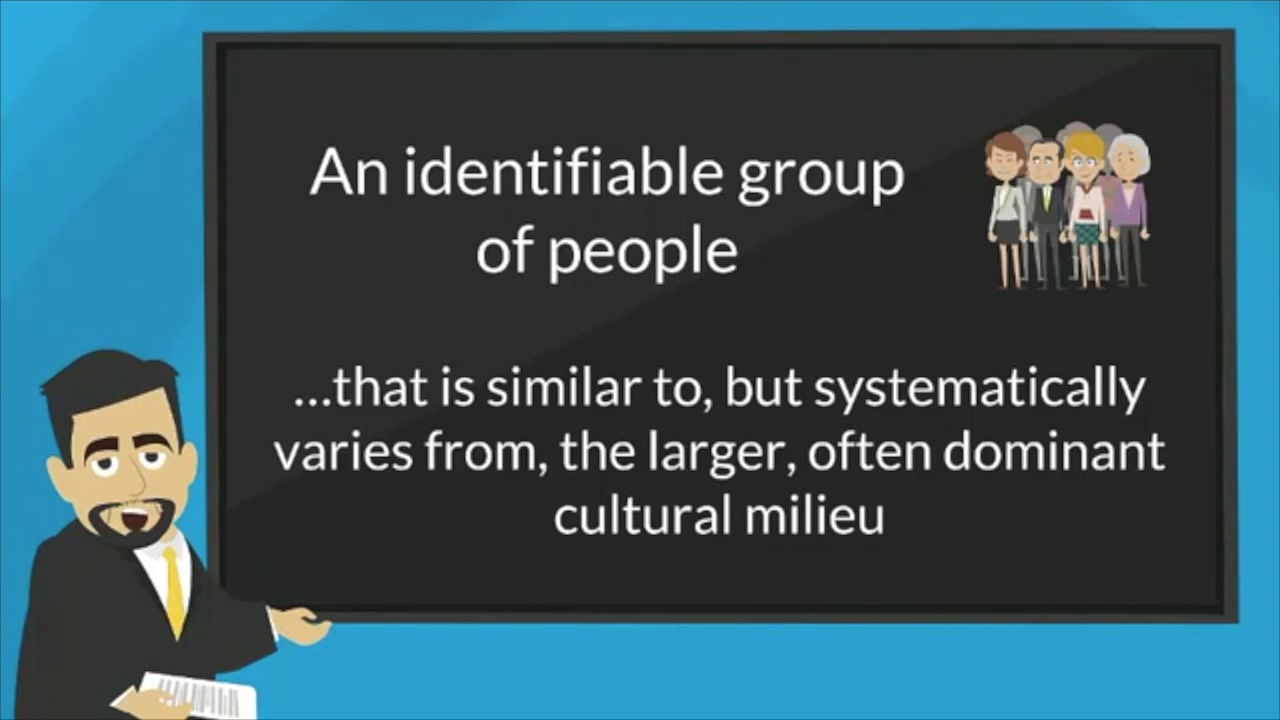 An identifiable group
of people
...that is similar to, but systematically
varies from, the larger, often dominant
cultural milieu